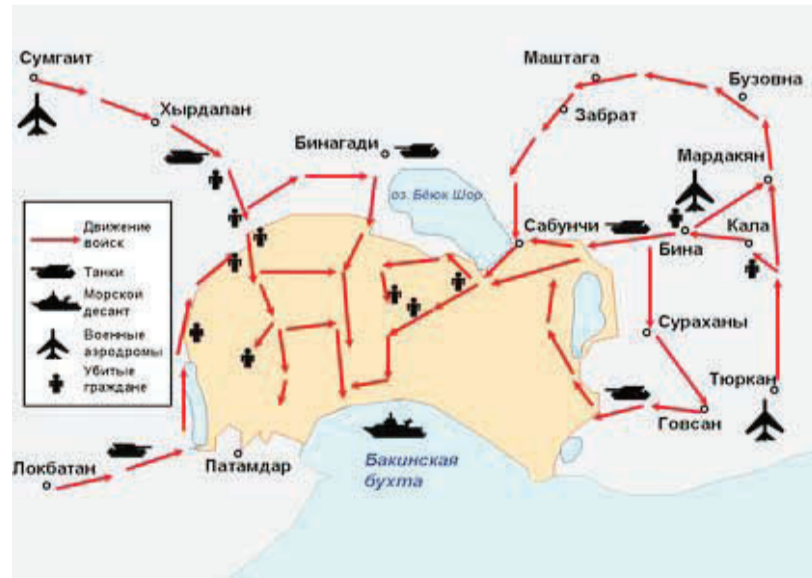 Сумгаит
Хырдалан
Бинагади
Маштага
Забрат
Бузовна
Мардакян
оз. Бёюк Шор
Сабунчи
Бина
Кала
Сураханы
Тюркан
Говсан
Движение
войск
Танки
Морской
десант
Военные
аэродромы
Убитые
граждане
Локбатан
Патамдар
Бакинская
бухта